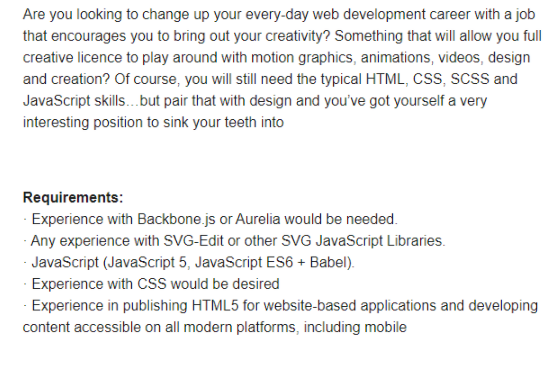 Are you looking to change up your every-day web development career with a job
that encourages you to bring out your creativity? Something that will allow you full
creative licence to play around with motion graphics, animations, videos, design
and creation? Of course, you will still need the typical HTML, CSS, SCSS and
JavaScript skills…but pair that with design and you've got yourself a very
interesting position to sink your teeth into
Requirements:
· Experience with Backbone.js or Aurelia would be needed.
· Any experience with SVG-Edit or other SVG JavaScript Libraries.
· JavaScript (JavaScript 5, JavaScript ES6 + Babel).
· Experience with CSS would be desired
· Experience in publishing HTML5 for website-based applications and developing
content accessible on all modern platforms, including mobile